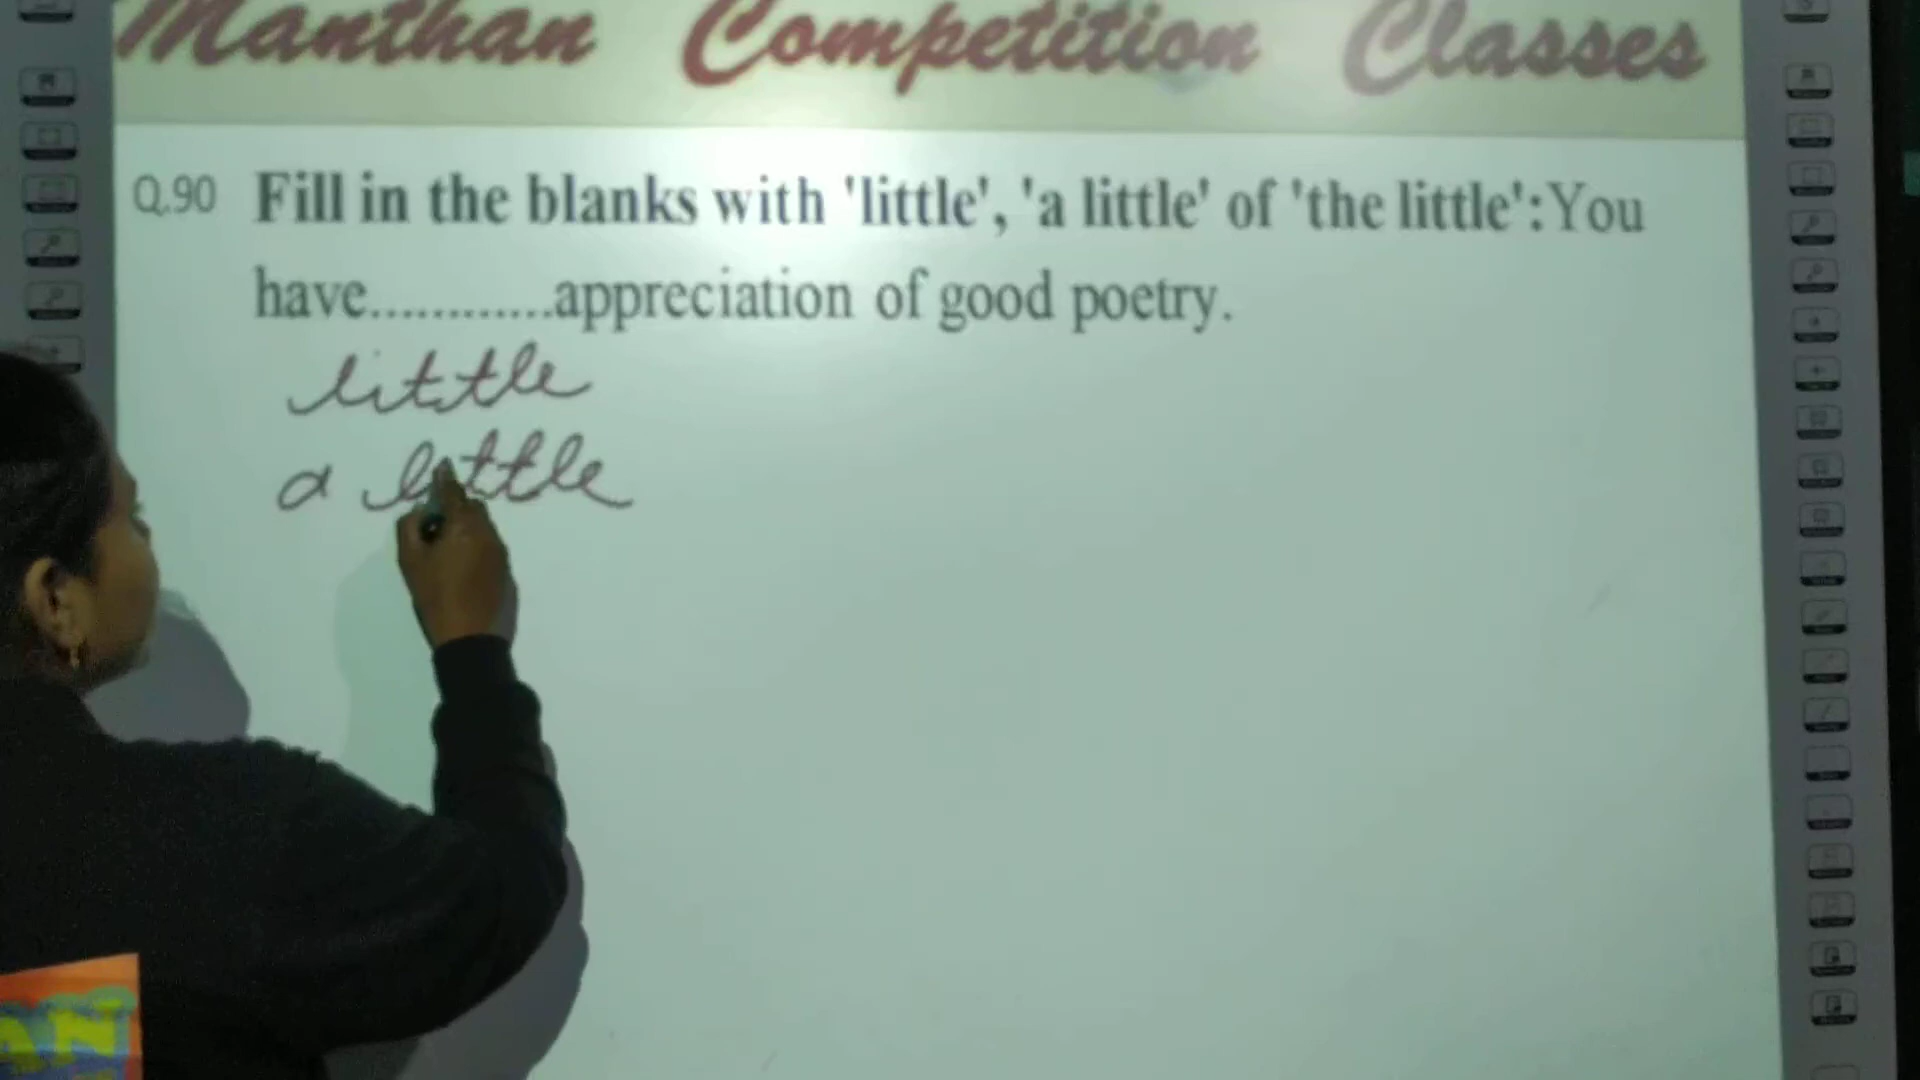 Manthan Competition Classes
Q.90 Fill in the blanks with 'little', 'a little' of 'the little':You
have............appreciation of good poetry.
little
a little
AN